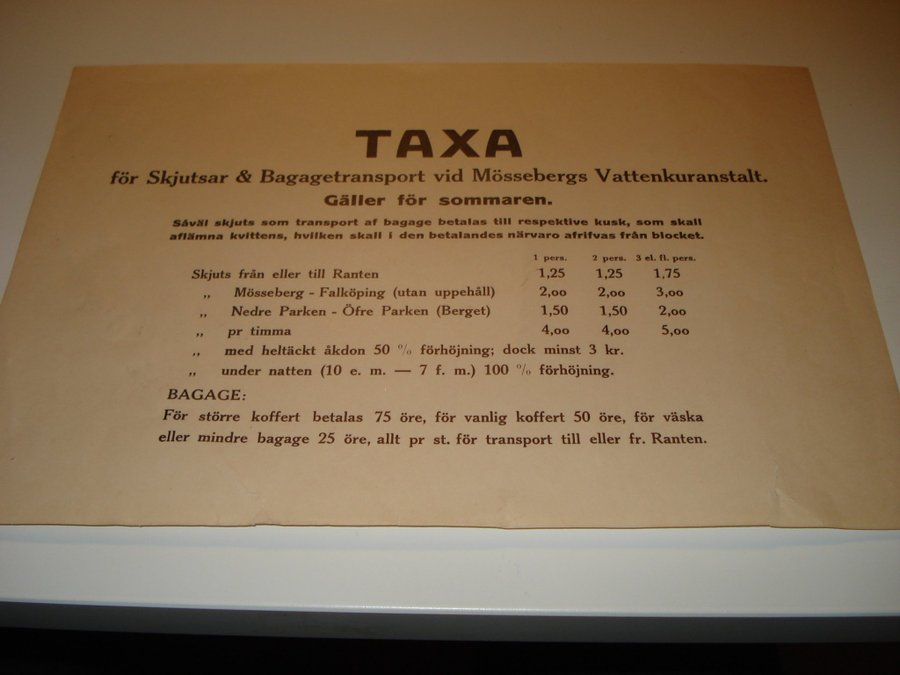 TAXA
för Skjutsar & Bagagetransport vid Mössebergs Vattenkuranstalt.
Gäller för sommaren.
Såväl skjuts som transport af bagage betalas till respektive kusk, som skall
aflämna kvittens, hvilken skall i den betalandes närvaro afrifvas från blocket.
1 pers. 2 pers. 3 el. fl. pers.
Skjuts från eller till Ranten 1,25 1,25 1,75
„ Mösseberg - Falköping (utan uppehåll) 2,00 2,00 3,00
„ Nedre Parken - Öfre Parken (Berget) 1,50 1,50 2,00
„ pr timma 4,00 4,00 5,00
„ med heltäckt åkdon 50 % förhöjning; dock minst 3 kr.
„ under natten (10 e. m. — 7 f. m.) 100 % förhöjning.
BAGAGE:
För större koffert betalas 75 öre, för vanlig koffert 50 öre, för väska
eller mindre bagage 25 öre, allt pr st. för transport till eller fr. Ranten.